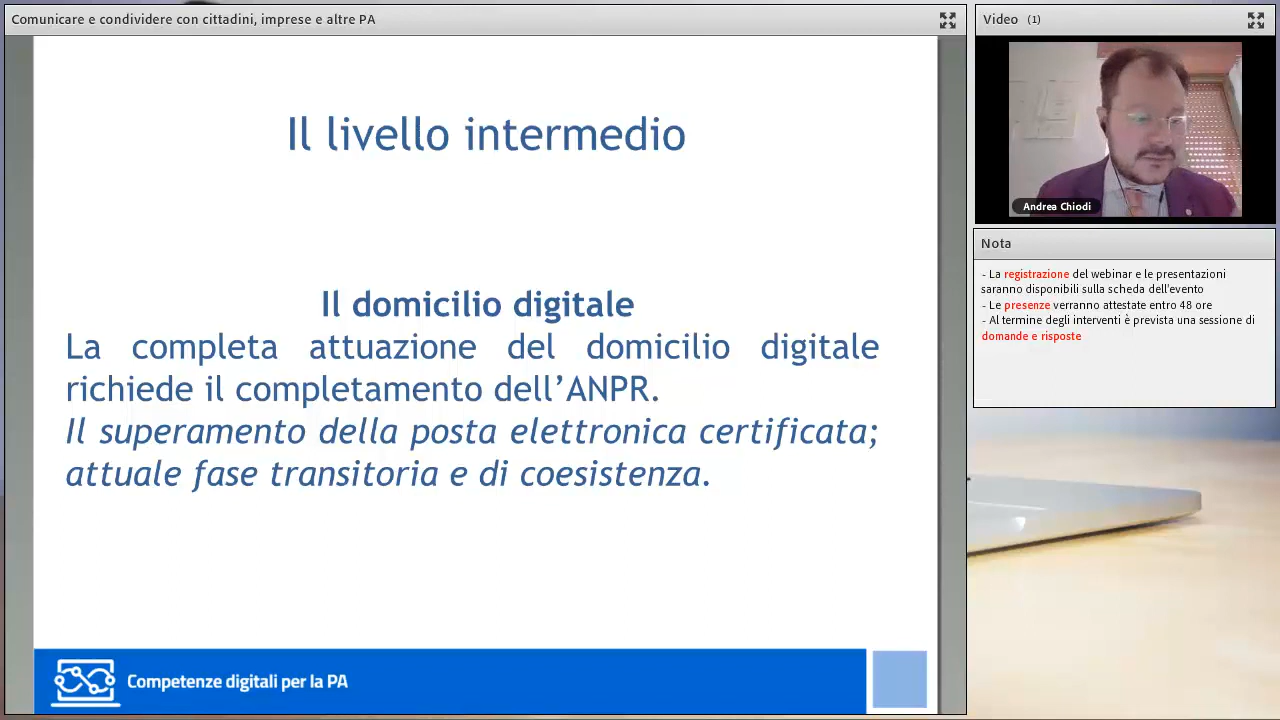 Comunicare e condividere con cittadini, imprese e altre PA
Il livello intermedio
Il domicilio digitale
La completa attuazione del domicilio digitale
richiede il completamento dell’ANPR.
Il superamento della posta elettronica certificata;
attuale fase transitoria e di coesistenza.
Competenze digitali per la PA
Video (1)
Andrea Chiodi
Nota
- La registrazione del webinar e le presentazioni
saranno disponibili sulla scheda dell'evento
- Le presenze verranno attestate entro 48 ore
- Al termine degli interventi è prevista una sessione di
domande e risposte